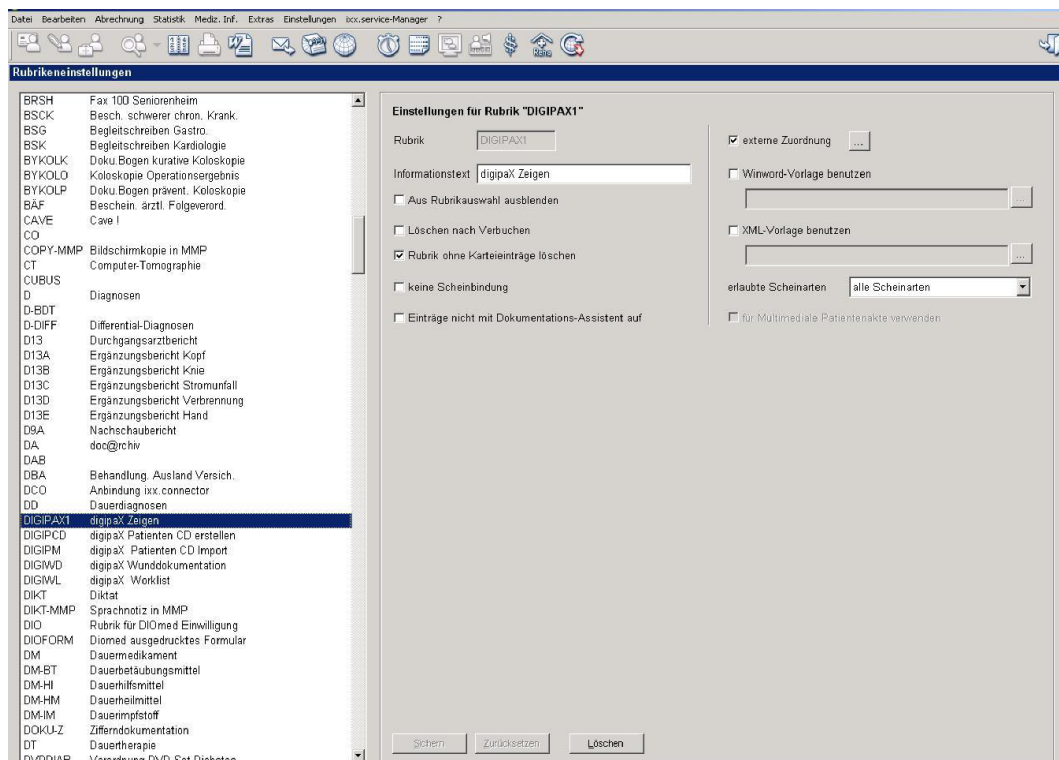 Datei Bearbeiten Abrechnung Statistik Mediz. Inf. Extras Einstellungen ixx.service-Manager ?
Reha
Rubrikeneinstellungen
BRSH Fax 100 Seniorenheim
BSCK Besch. schwerer chron. Krank.
BSG Begleitschreiben Gastro.
BSK Begleitschreiben Kardiologie
BYKOLK Doku.Bogen kurative Koloskopie
BYKOLO Koloskopie Operationsergebnis
BYKOLP Doku.Bogen prävent. Koloskopie
BÄF Beschein. ärztl. Folgeverord.
CAVE Cave !
CO
COPY-MMP Bildschirmkopie in MMP
CT Computer-Tomographie
CUBUS
D Diagnosen
D-BDT
D-DIFF Differential-Diagnosen
D13 Durchgangsarztbericht
D13A Ergänzungsbericht Kopf
D13B Ergänzungsbericht Knie
D13C Ergänzungsbericht Stromunfall
D13D Ergänzungsbericht Verbrennung
D13E Ergänzungsbericht Hand
D9A Nachschaubericht
DA doc@rchiv
DAB
DBA Behandlung. Ausland Versich.
DCO Anbindung ixx.connector
DD Dauerdiagnosen
DIGIPAX1 digipaX Zeigen
DIGIPCD digipaX Patienten CD erstellen
DIGIPM digipaX Patienten CD Import
DIGIWD digipaX Wunddokumentation
DIGIWL digipaX Worklist
DIKT Diktat
DIKT-MMP Sprachnotiz in MMP
DIO Rubrik für DIOmed Einwilligung
DIOFORM Diomed ausgedrucktes Formular
DM Dauermedikament
DM-BT Dauerbetäubungsmittel
DM-HI Dauerhilfsmittel
DM-HM Dauerheilmittel
DM-IM Dauerimpfstoff
DOKU-Z Zifferndokumentation
DT Dauertherapie
Einstellungen für Rubrik "DIGIPAX1"
Rubrik DIGIPAX1
Informationstext digipaX Zeigen
Aus Rubrikauswahl ausblenden
Löschen nach Verbuchen
Rubrik ohne Karteieinträge löschen
keine Scheinbindung
Einträge nicht mit Dokumentations-Assistent auf
externe Zuordnung ...
Winword-Vorlage benutzen
...
XML-Vorlage benutzen
...
erlaubte Scheinarten alle Scheinarten
für Multimediale Patientenakte verwenden
Sichern Zurücksetzen Löschen